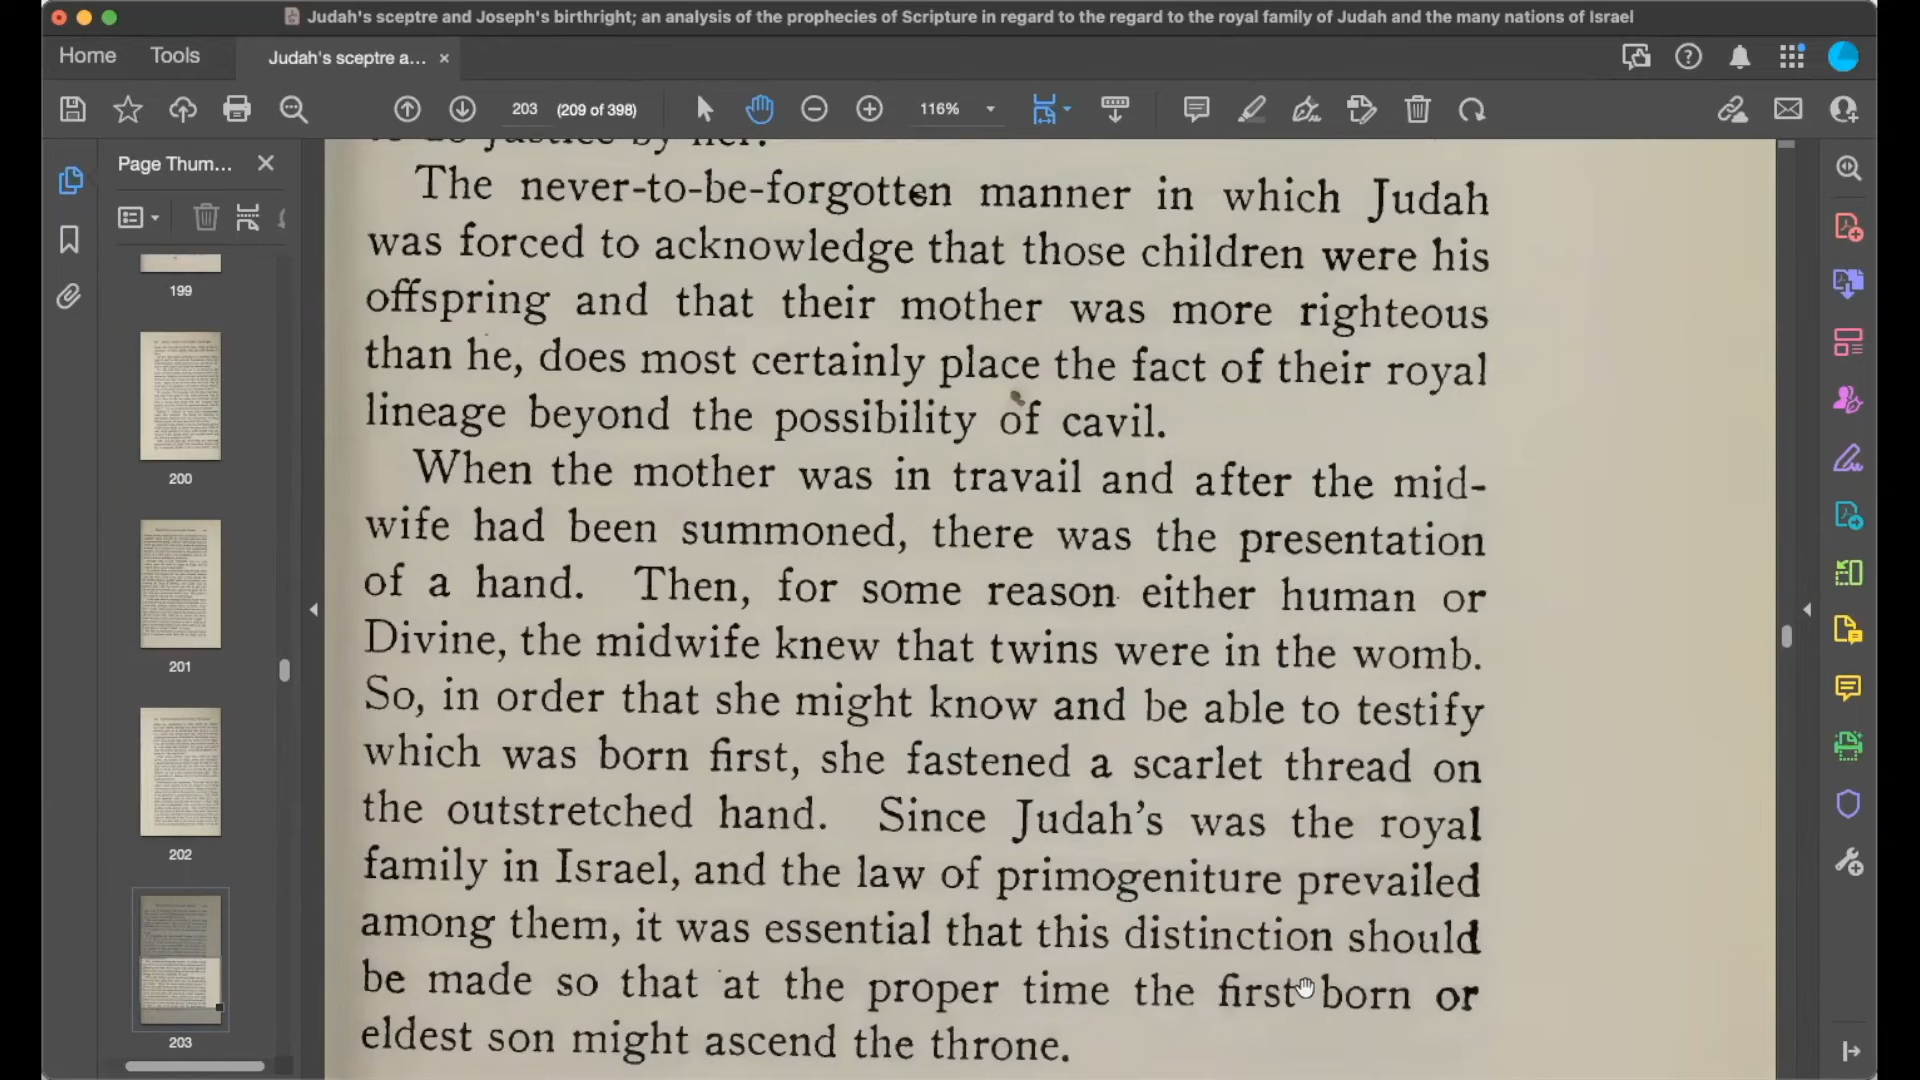 Judah's sceptre and Joseph's birthright; an analysis of the prophecies of Scripture in regard to the regard to the royal family of Judah and the many nations of Israel
Home Tools Judah's sceptre a... ×
203 (209 of 398) 116%
Page Thum...
199
200
201
202
203
to do justice by her.
The never-to-be-forgotten manner in which Judah
was forced to acknowledge that those children were his
offspring and that their mother was more righteous
than he, does most certainly place the fact of their royal
lineage beyond the possibility of cavil.
When the mother was in travail and after the mid-
wife had been summoned, there was the presentation
of a hand. Then, for some reason either human or
Divine, the midwife knew that twins were in the womb.
So, in order that she might know and be able to testify
which was born first, she fastened a scarlet thread on
the outstretched hand. Since Judah's was the royal
family in Israel, and the law of primogeniture prevailed
among them, it was essential that this distinction should
be made so that at the proper time the first born or
eldest son might ascend the throne.